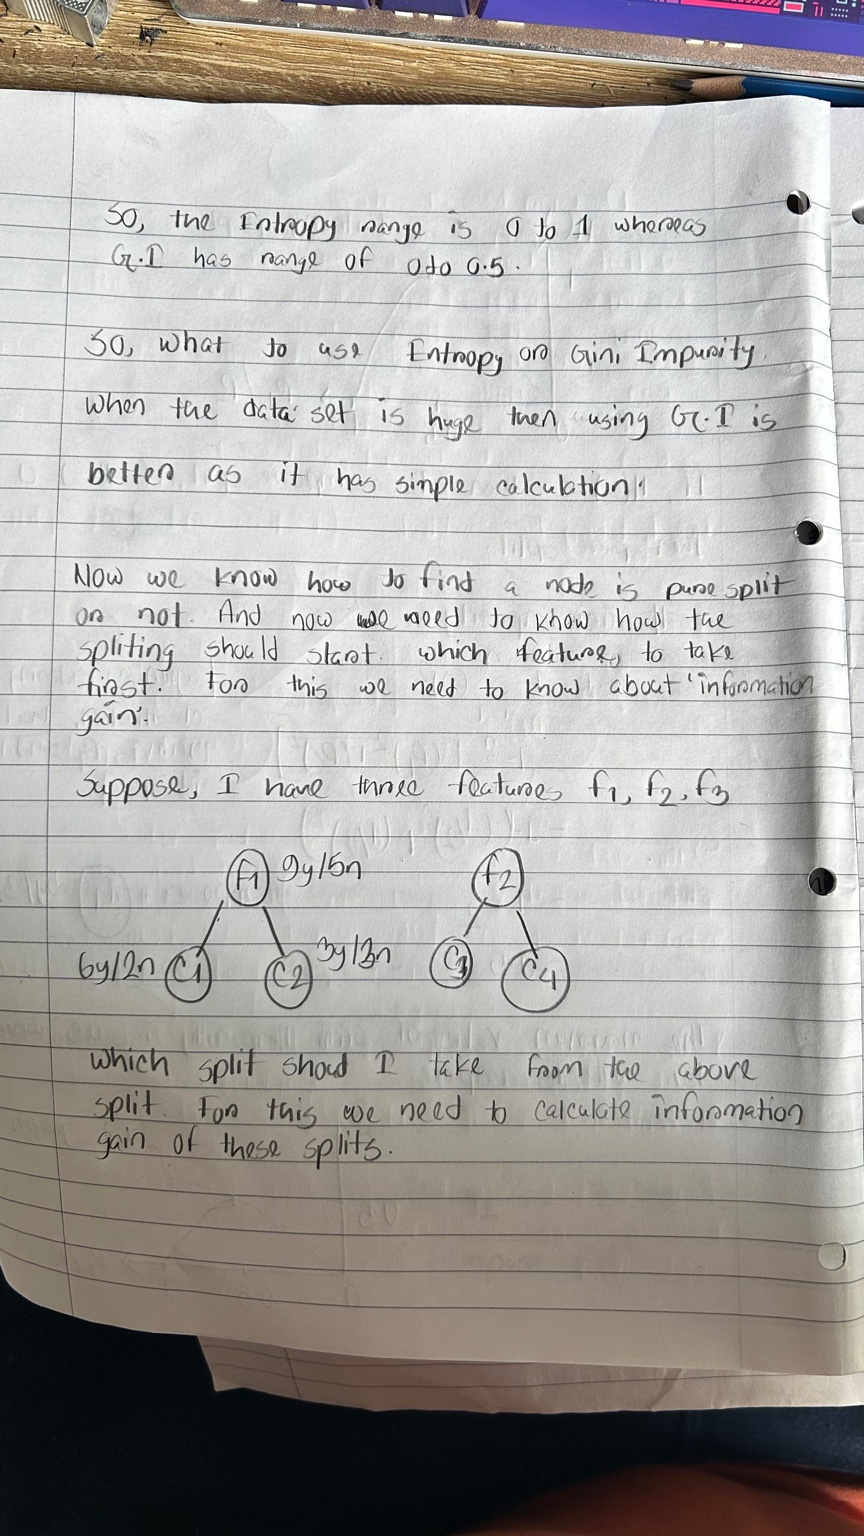 So, the Entropy range is 0 to 1 whereas
G.I has range of 0 to 0.5.
So, what to use Entropy or Gini Impurity.
When the data set is huge then using G.I is
better as it has simple calculation.
Now we know how to find a node is pure split
or not. And now we need to know how the
spliting should start. which feature, to take
first. For this we need to know about 'information
gain'.
Suppose, I have three features f1, f2, f3
f1 9y/5n
f2
6y/2n C1
C2 3y/3n
C3
C4
which split shoud I take from the above
split. For this we need to calculate information
gain of these splits.